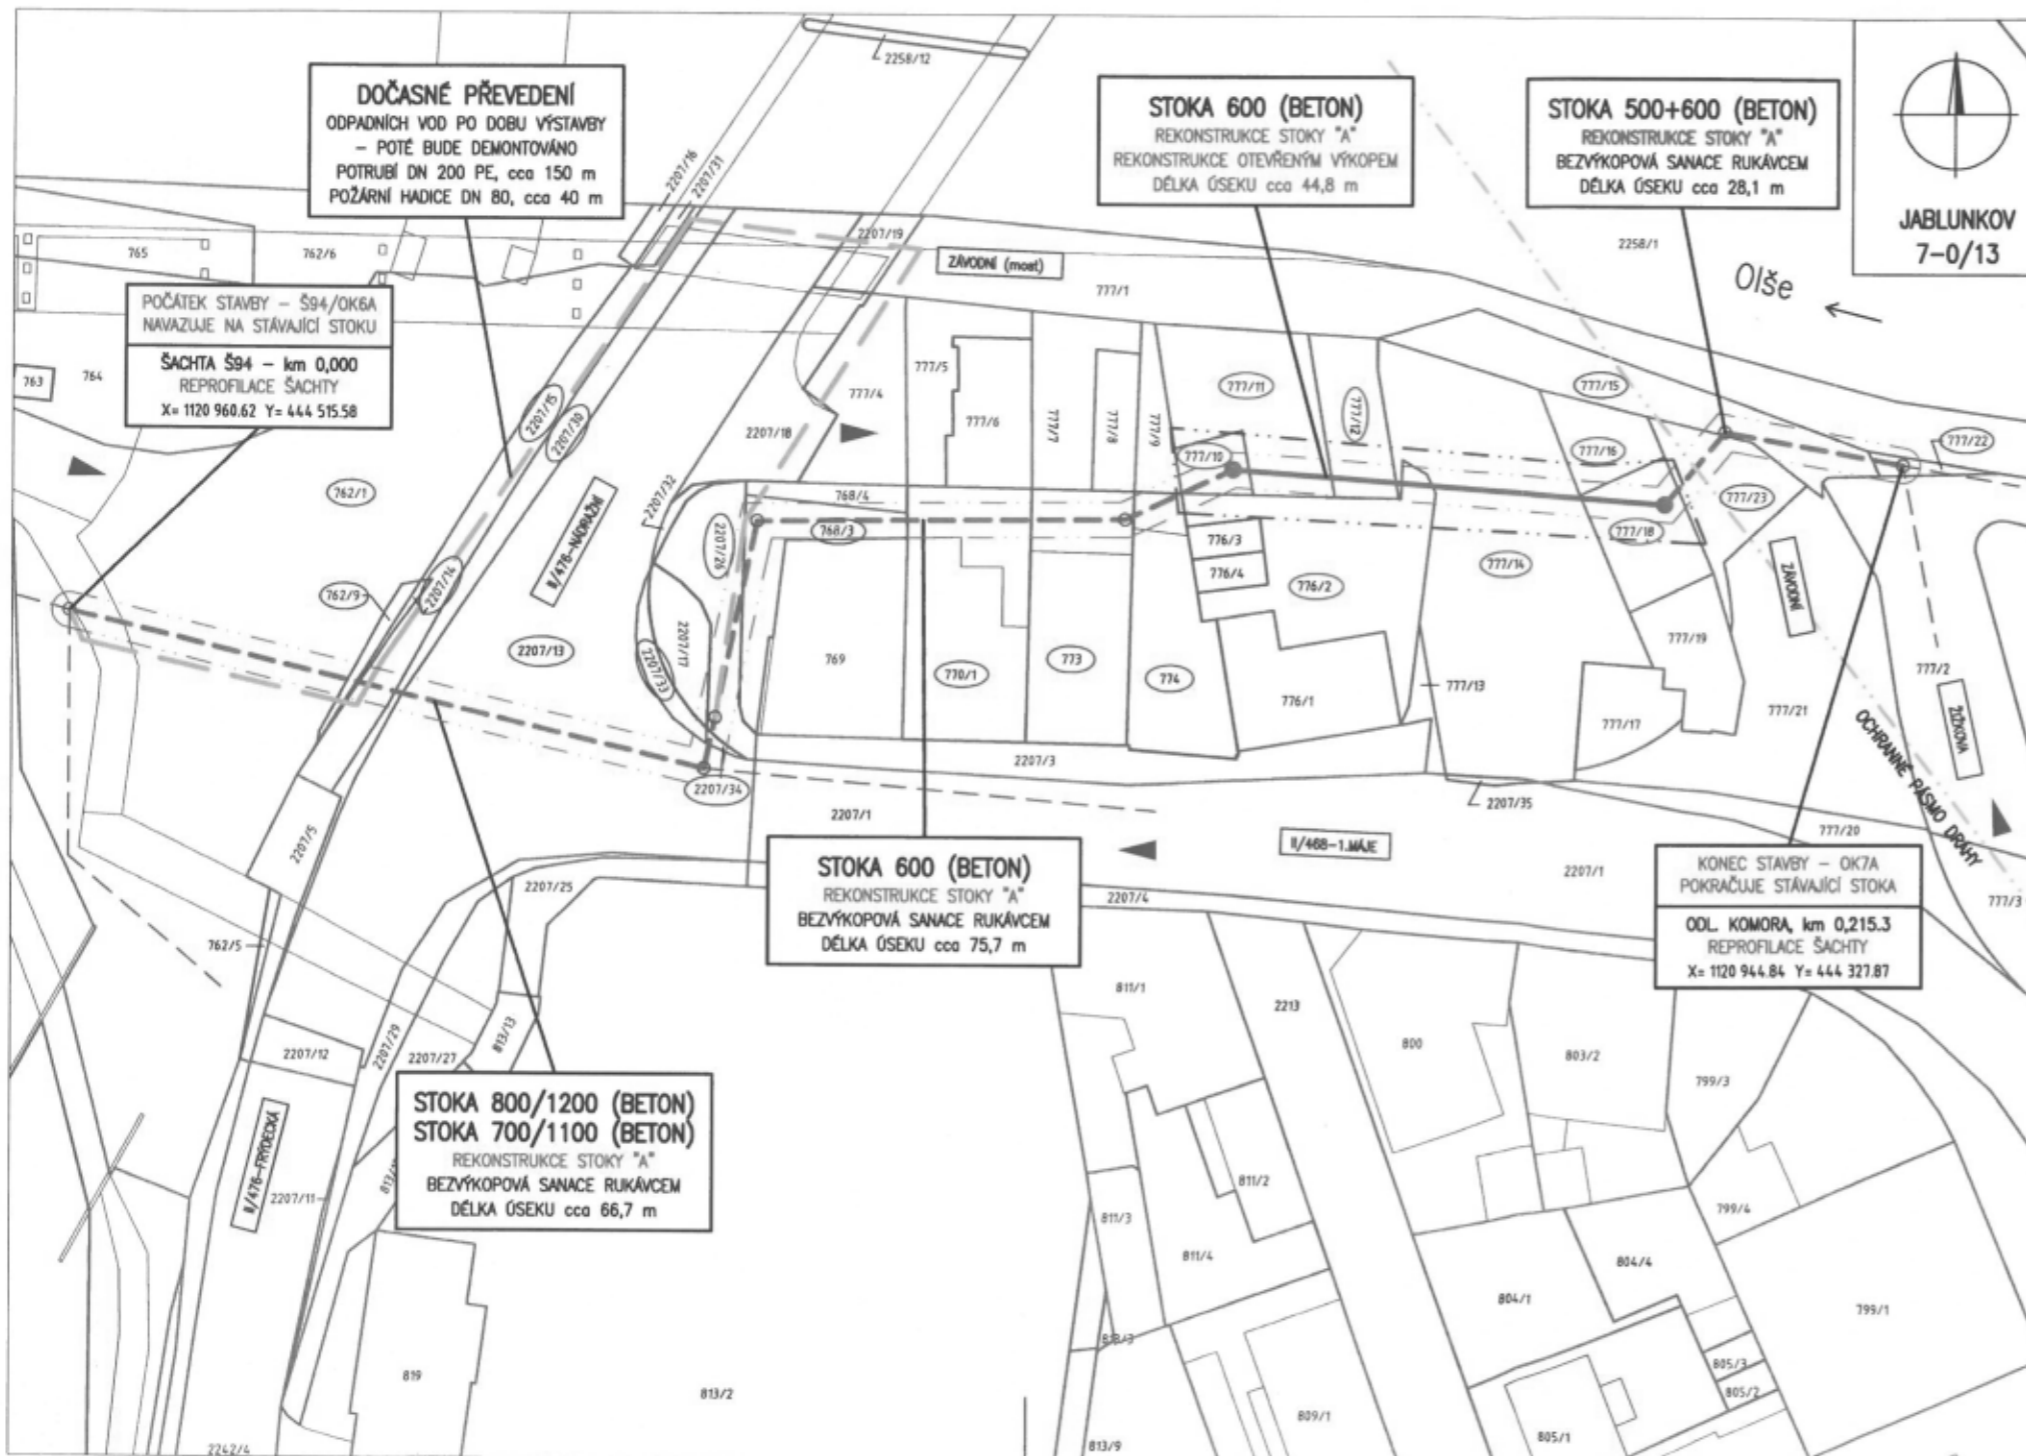 2258/12
DOČASNÉ PŘEVEDENÍ
ODPADNÍCH VOD PO DOBU VÝSTAVBY
– POTÉ BUDE DEMONTOVÁNO
POTRUBÍ DN 200 PE, cca 150 m
POŽÁRNÍ HADICE DN 80, cca 40 m
STOKA 600 (BETON)
REKONSTRUKCE STOKY "A"
REKONSTRUKCE OTEVŘENÝM VÝKOPEM
DÉLKA ÚSEKU cca 44,8 m
STOKA 500+600 (BETON)
REKONSTRUKCE STOKY "A"
BEZVÝKOPOVÁ SANACE RUKÁVCEM
DÉLKA ÚSEKU cca 28,1 m
JABLUNKOV
7-0/13
2207/16
2207/31
2207/19
ZÁVODNÍ (most)
2258/1
Olše
765
762/6
777/1
POČÁTEK STAVBY – Š94/OK6A
NAVAZUJE NA STÁVAJÍCÍ STOKU
ŠACHTA Š94 – km 0,000
REPROFILACE ŠACHTY
X= 1120 960.62 Y= 444 515.58
763
764
777/4
777/5
777/6
777/7
777/8
777/9
777/10
777/11
777/12
777/15
777/16
777/22
777/23
777/18
2207/15
2207/30
2207/18
762/1
2207/32
768/4
768/3
2207/26
II/476-NÁDRAŽNÍ
776/3
776/4
776/2
777/14
ZÁVODNÍ
762/9
2207/14
2207/13
2207/17
2207/33
769
770/1
773
774
776/1
777/13
777/19
777/17
777/21
777/2
ŽIŽKOVA
OCHRANNÉ PÁSMO DRÁHY
2207/3
2207/34
2207/35
2207/1
II/468-1.MÁJE
777/20
2207/5
2207/25
STOKA 600 (BETON)
REKONSTRUKCE STOKY "A"
BEZVÝKOPOVÁ SANACE RUKÁVCEM
DÉLKA ÚSEKU cca 75,7 m
2207/4
2207/1
KONEC STAVBY – OK7A
POKRAČUJE STÁVAJÍCÍ STOKA
ODL. KOMORA, km 0,215.3
REPROFILACE ŠACHTY
X= 1120 944.84 Y= 444 327.87
777/3
762/5
811/1
2213
800
803/2
799/3
2207/12
2207/29
2207/27
813/13
STOKA 800/1200 (BETON)
STOKA 700/1100 (BETON)
REKONSTRUKCE STOKY "A"
BEZVÝKOPOVÁ SANACE RUKÁVCEM
DÉLKA ÚSEKU cca 66,7 m
II/476-FRÝDECKÁ
2207/11
811/2
811/3
811/4
799/4
804/4
804/1
799/1
813/3
805/3
805/2
819
813/2
809/1
805/1
813/9
2242/4